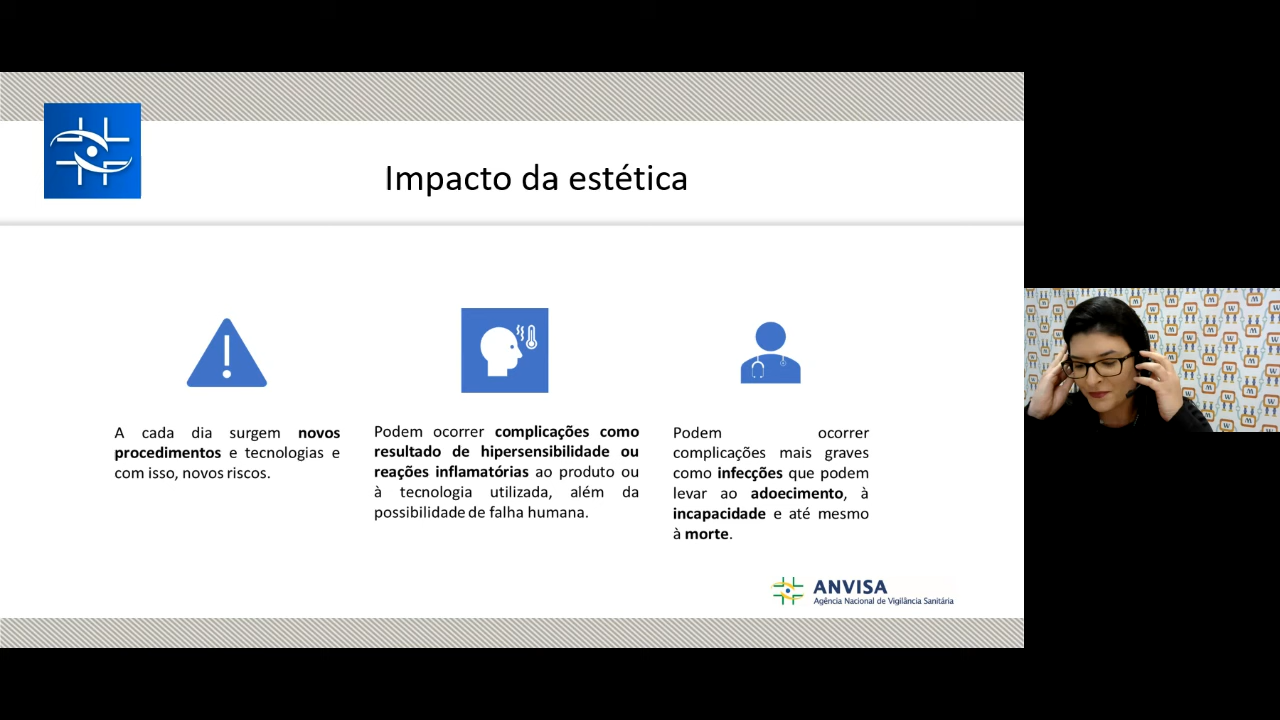 Impacto da estética
A cada dia surgem novos
procedimentos e tecnologias e
com isso, novos riscos.
Podem ocorrer complicações como
resultado de hipersensibilidade ou
reações inflamatórias ao produto ou
à tecnologia utilizada, além da
possibilidade de falha humana.
Podem ocorrer
complicações mais graves
como infecções que podem
levar ao adoecimento, à
incapacidade e até mesmo
à morte.
ANVISA
Agência Nacional de Vigilância Sanitária